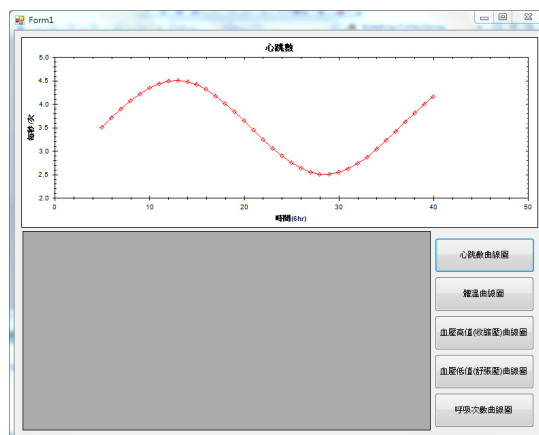 Form1
心跳數
每秒/次
5.0
4.5
4.0
3.5
3.0
2.5
2.0
0
10
20
30
40
50
時間(6hr)
心跳數曲線圖
體溫曲線圖
血壓高值(收縮壓)曲線圖
血壓低值(舒張壓)曲線圖
呼吸次數曲線圖